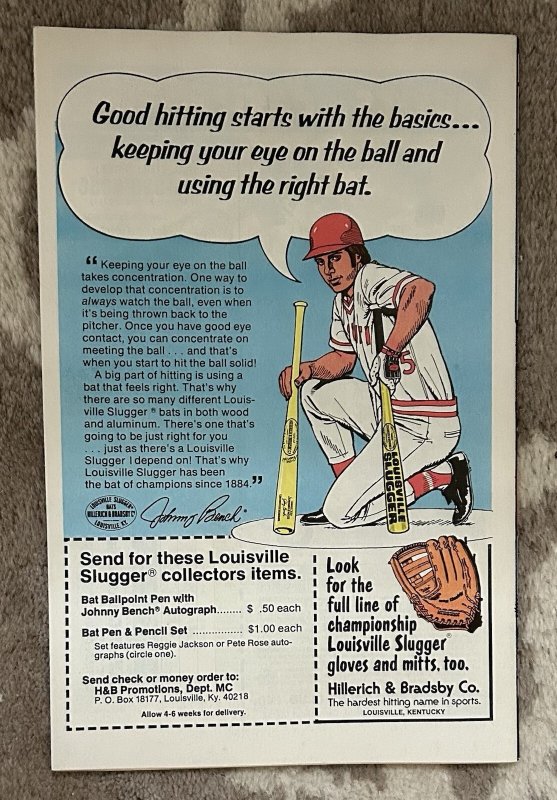 Good hitting starts with the basics...
keeping your eye on the ball and
using the right bat.
“ Keeping your eye on the ball
takes concentration. One way to
develop that concentration is to
always watch the ball, even when
it's being thrown back to the
pitcher. Once you have good eye
contact, you can concentrate on
meeting the ball . . . and that's
when you start to hit the ball solid!
A big part of hitting is using a
bat that feels right. That's why
there are so many different Louis-
ville Slugger® bats in both wood
and aluminum. There's one that's
going to be just right for you
. . . just as there's a Louisville
Slugger I depend on! That's why
Louisville Slugger has been
the bat of champions since 1884.”
LOUISVILLE SLUGGER
BATS
HILLERICH & BRADSBY Cº
LOUISVILLE, KY.
Johnny Bench
5
LOUISVILLE
SLUGGER
Send for these Louisville
Slugger® collectors items.
Bat Ballpoint Pen with
Johnny Bench® Autograph........ $ .50 each
Bat Pen & Pencil Set ................ $1.00 each
Set features Reggie Jackson or Pete Rose auto-
graphs (circle one).
Send check or money order to:
H&B Promotions, Dept. MC
P. O. Box 18177, Louisville, Ky. 40218
Allow 4-6 weeks for delivery.
Look
for the
full line of
championship
Louisville Slugger®
gloves and mitts, too.
Hillerich & Bradsby Co.
The hardest hitting name in sports.
LOUISVILLE, KENTUCKY